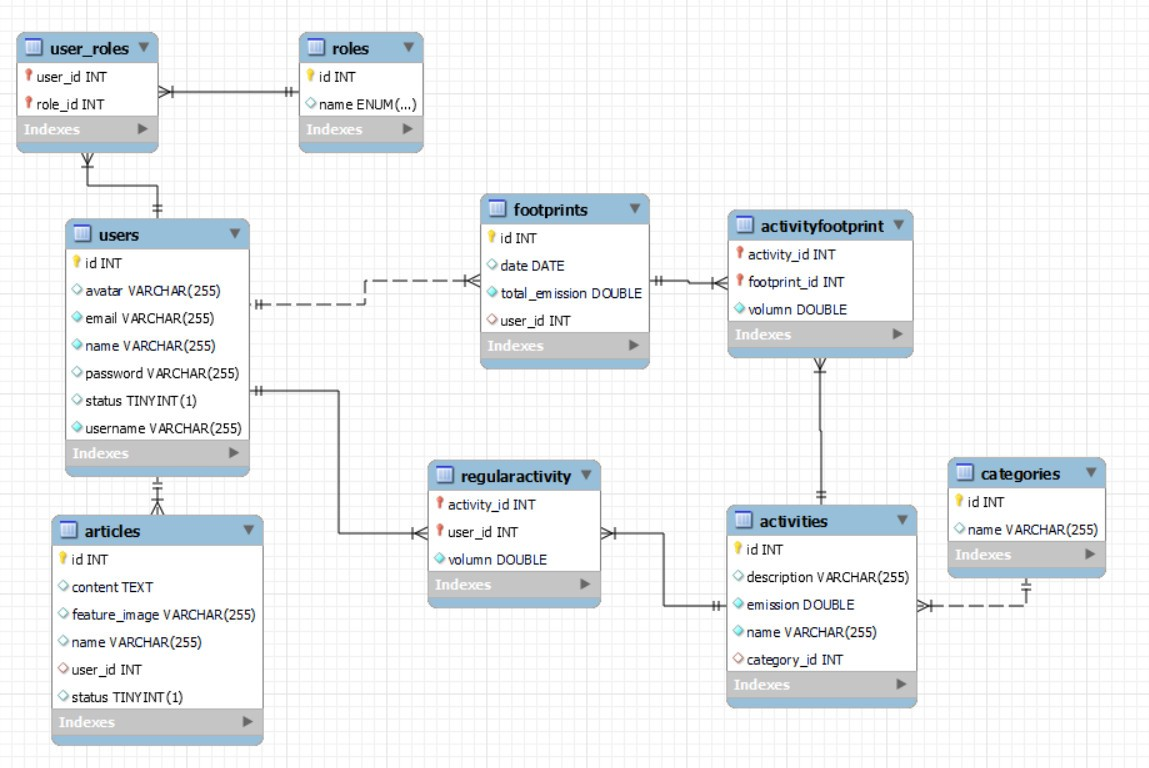 user_roles
user_id INT
role_id INT
Indexes
roles
id INT
name ENUM(...)
Indexes
users
id INT
avatar VARCHAR(255)
email VARCHAR(255)
name VARCHAR(255)
password VARCHAR(255)
status TINYINT(1)
username VARCHAR(255)
Indexes
footprints
id INT
date DATE
total_emission DOUBLE
user_id INT
Indexes
activityfootprint
activity_id INT
footprint_id INT
volumn DOUBLE
Indexes
regularactivity
activity_id INT
user_id INT
volumn DOUBLE
Indexes
categories
id INT
name VARCHAR(255)
Indexes
activities
id INT
description VARCHAR(255)
emission DOUBLE
name VARCHAR(255)
category_id INT
Indexes
articles
id INT
content TEXT
feature_image VARCHAR(255)
name VARCHAR(255)
user_id INT
status TINYINT(1)
Indexes